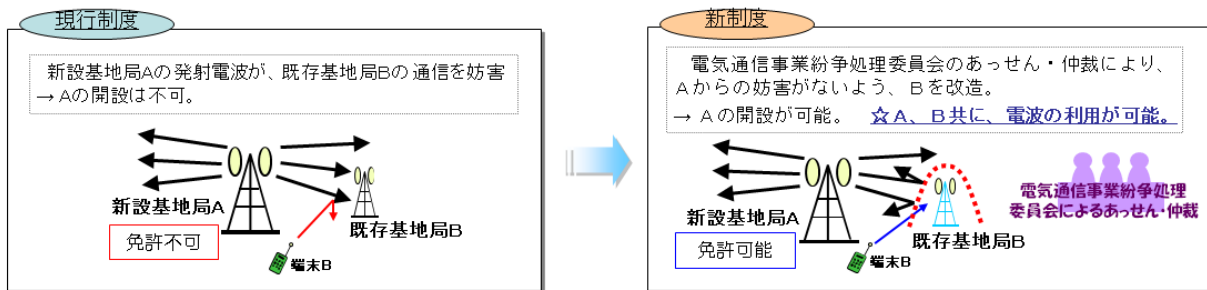 現行制度
新設基地局Aの発射電波が、既存基地局Bの通信を妨害
→ Aの開設は不可。
新設基地局A
免許不可
既存基地局B
端末B
新制度
電気通信事業紛争処理委員会のあっせん・仲裁により、
Aからの妨害がないよう、Bを改造。
→ Aの開設が可能。 ☆A、B共に、電波の利用が可能。
新設基地局A
免許可能
既存基地局B
端末B
電気通信事業紛争処理
委員会によるあっせん・仲裁